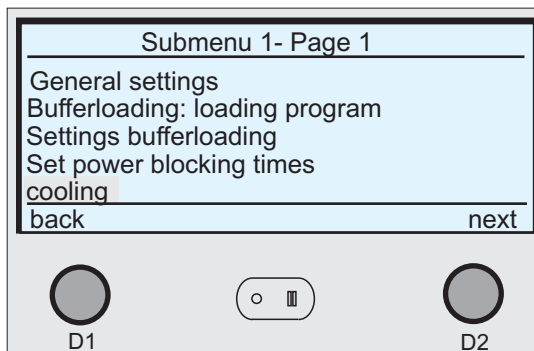 Submenu 1- Page 1
General settings
Bufferloading: loading program
Settings bufferloading
Set power blocking times
cooling
back next
D1 D2